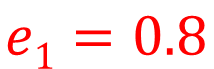 e₁ = 0.8